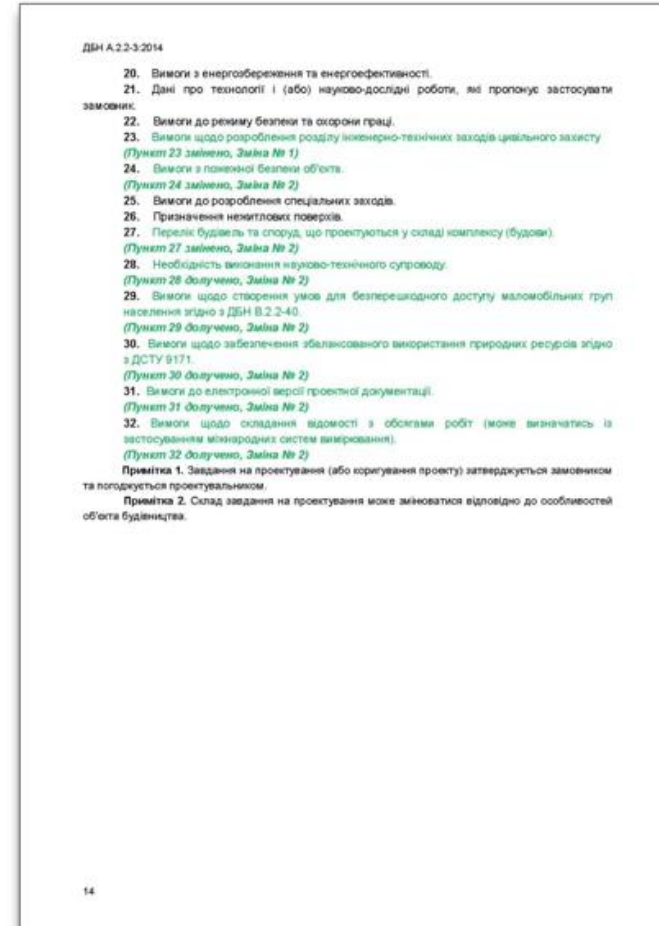 ДБН А.2.2-3:2014
20. Вимоги з енергозбереження та енергоефективності.
21. Дані про технології і (або) науково-дослідні роботи, які пропонує застосувати
замовник.
22. Вимоги до режиму безпеки та охорони праці.
23. Вимоги щодо розроблення розділу інженерно-технічних заходів цивільного захисту
(Пункт 23 змінено, Зміна № 1)
24. Вимоги з пожежної безпеки об'єкта.
(Пункт 24 змінено, Зміна № 2)
25. Вимоги до розроблення спеціальних заходів.
26. Призначення нежитлових поверхів.
27. Перелік будівель та споруд, що проектуються у складі комплексу (будови).
(Пункт 27 змінено, Зміна № 2)
28. Необхідність виконання науково-технічного супроводу.
(Пункт 28 долучено, Зміна № 2)
29. Вимоги щодо створення умов для безперешкодного доступу маломобільних груп
населення згідно з ДБН В.2.2-40.
(Пункт 29 долучено, Зміна № 2)
30. Вимоги щодо забезпечення збалансованого використання природних ресурсів згідно
з ДСТУ 9171.
(Пункт 30 долучено, Зміна № 2)
31. Вимоги до електронної версії проектної документації.
(Пункт 31 долучено, Зміна № 2)
32. Вимоги щодо складання відомості з обсягами робіт (може визначатись із
застосуванням міжнародних систем вимірювання).
(Пункт 32 долучено, Зміна № 2)
Примітка 1. Завдання на проектування (або коригування проекту) затверджується замовником
та погоджується проектувальником.
Примітка 2. Склад завдання на проектування може змінюватися відповідно до особливостей
об'єкта будівництва.
14